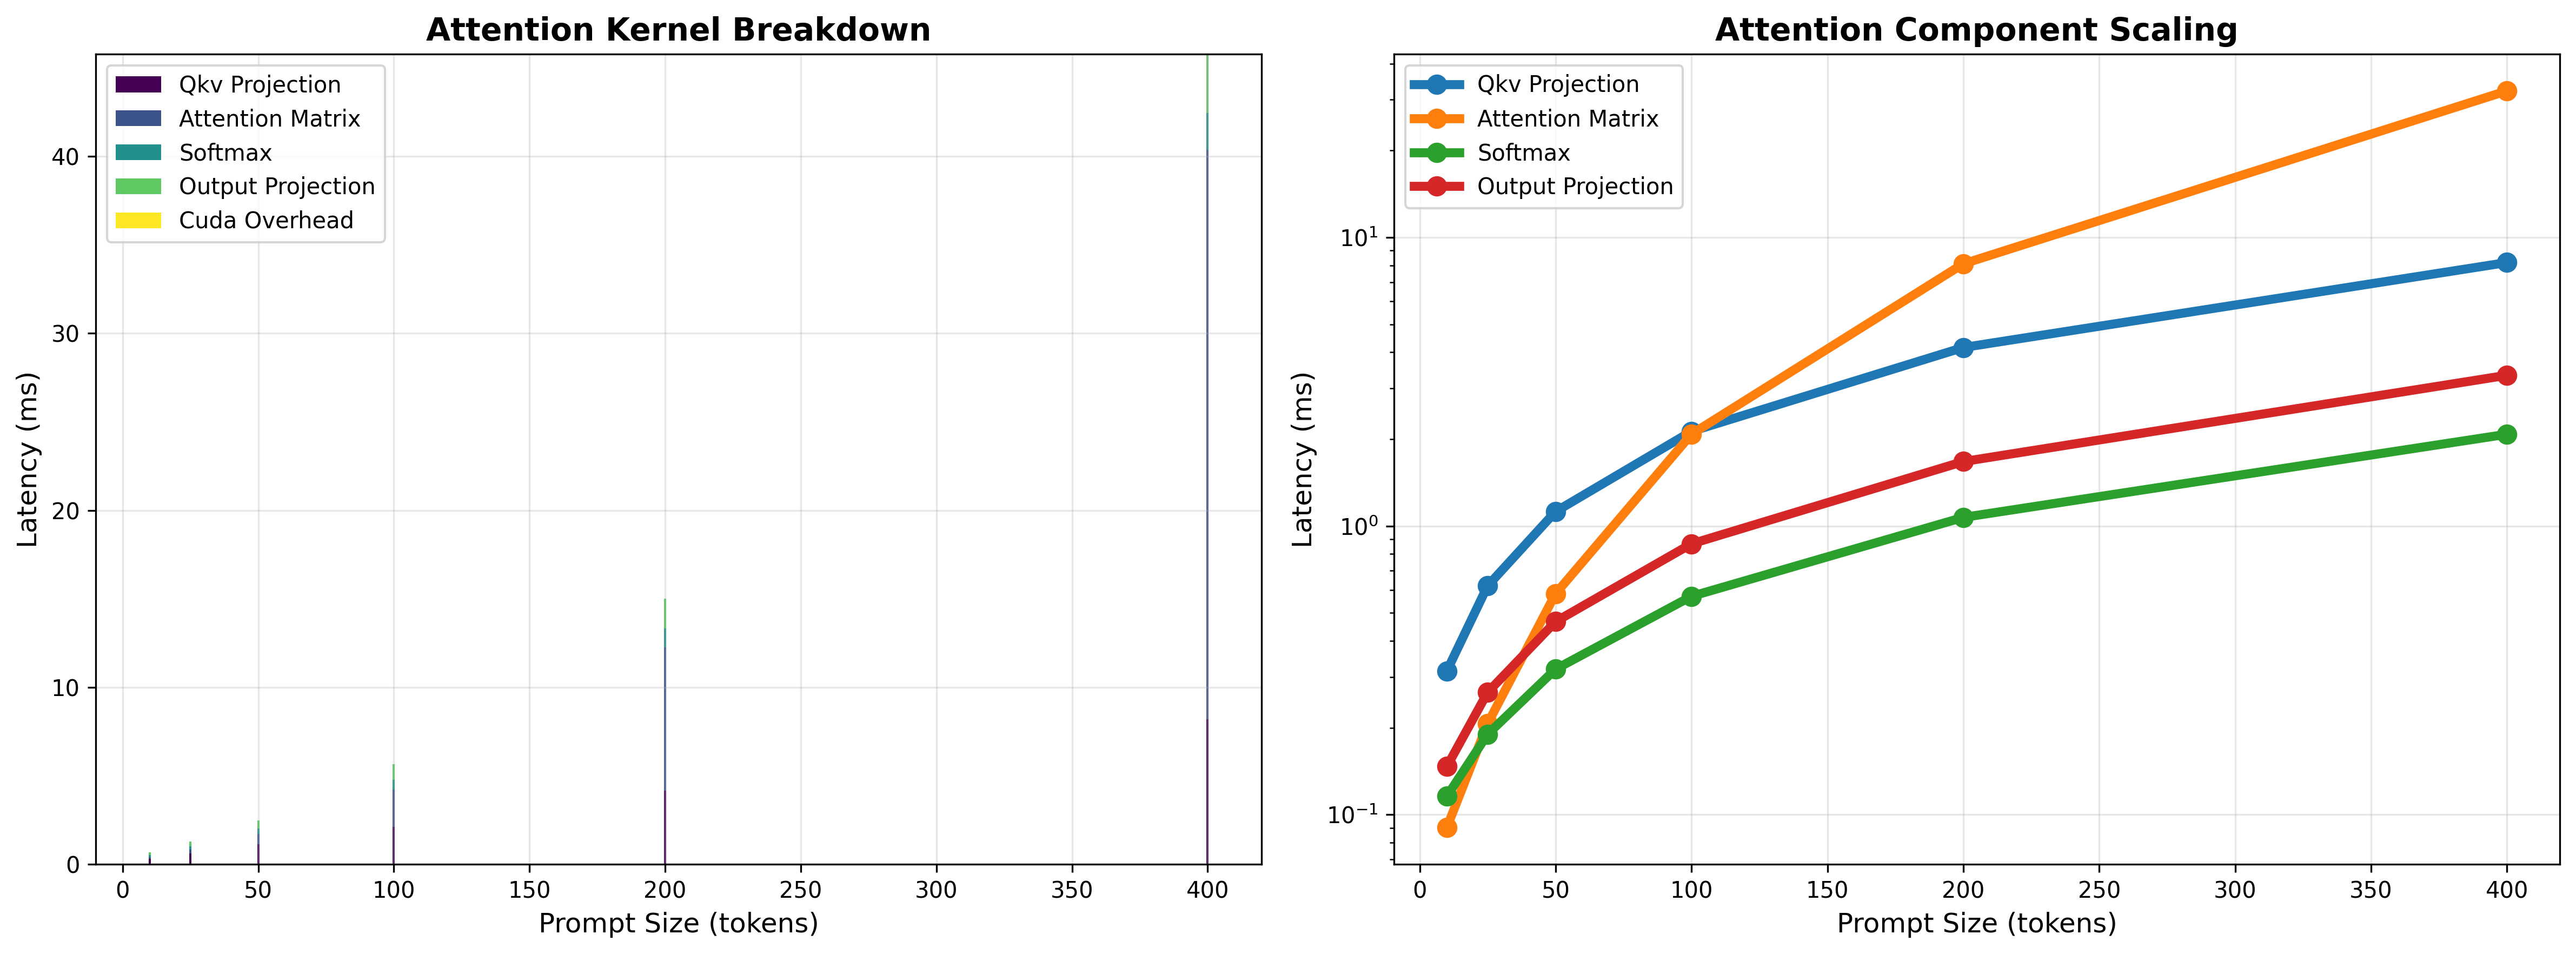 Attention Kernel Breakdown
Qkv Projection
Attention Matrix
Softmax
Output Projection
Cuda Overhead
Latency (ms)
40
30
20
10
0
0 50 100 150 200 250 300 350 400
Prompt Size (tokens)
Attention Component Scaling
Qkv Projection
Attention Matrix
Softmax
Output Projection
Latency (ms)
10¹
10⁰
10⁻¹
0 50 100 150 200 250 300 350 400
Prompt Size (tokens)